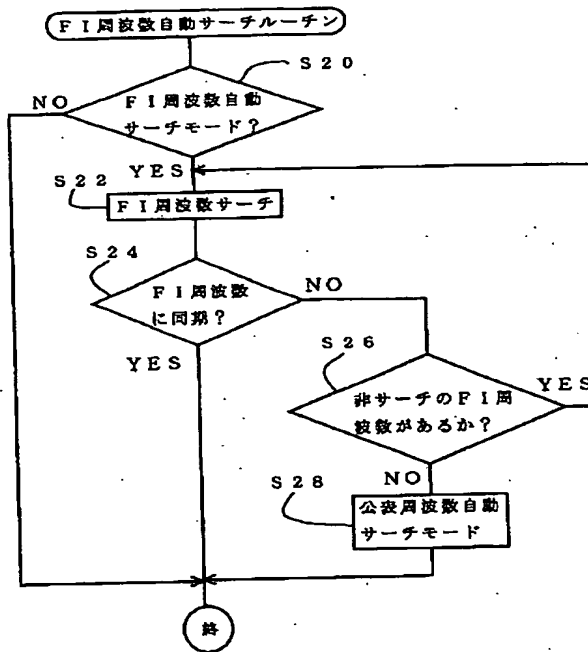 FI周波数自動サーチルーチン
S20
NO
FI周波数自動
サーチモード?
YES
S22
FI周波数サーチ
S24
NO
FI周波数
に同期?
YES
S26
YES
非サーチのFI周
波数があるか?
NO
S28
公表周波数自動
サーチモード
終